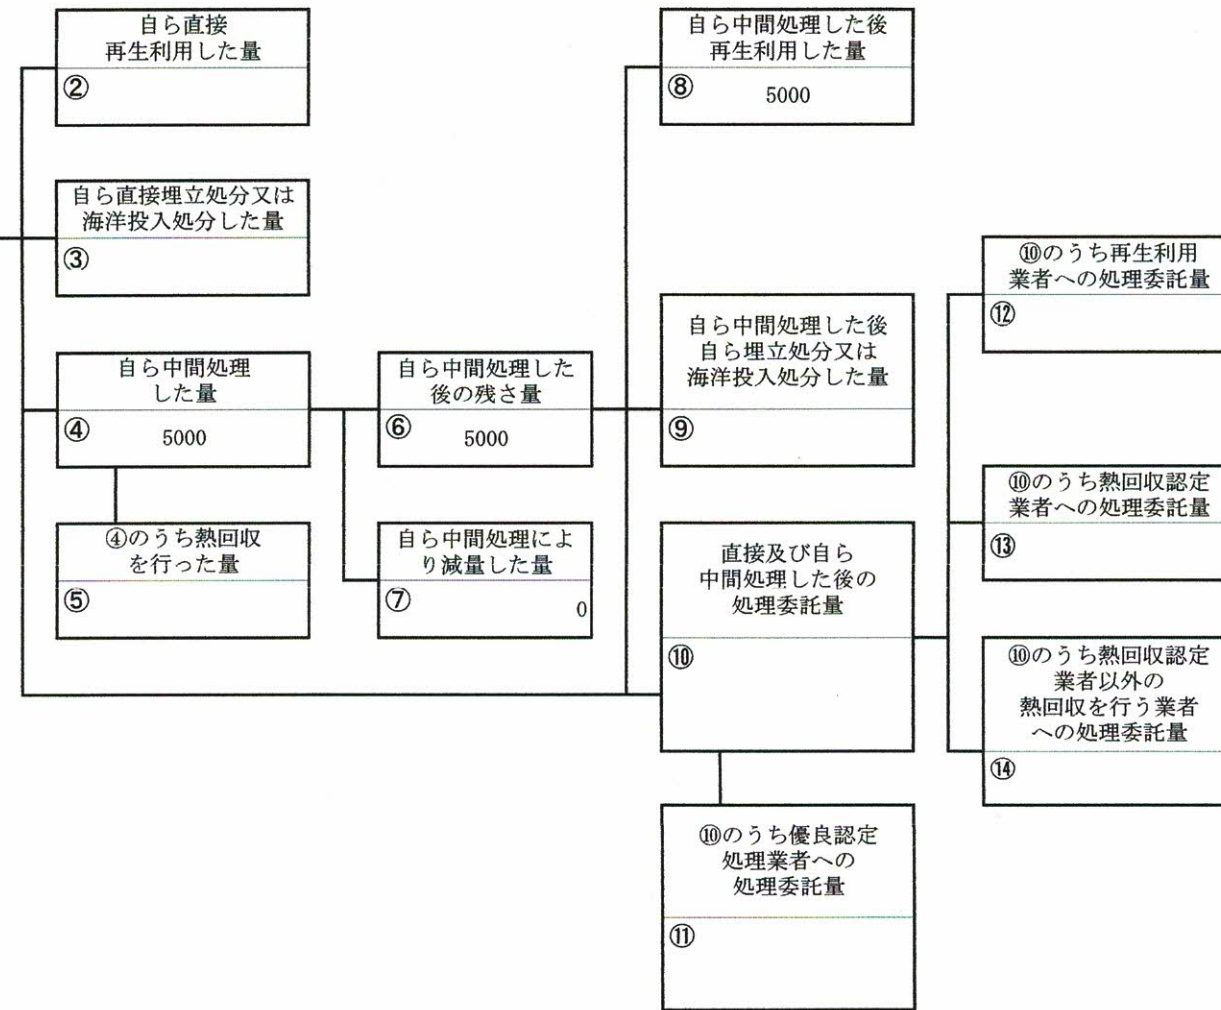 自ら直接
再生利用した量
②
自ら直接埋立処分又は
海洋投入処分した量
③
自ら中間処理
した量
④
5000
④のうち熱回収
を行った量
⑤
自ら中間処理した
後の残さ量
⑥
5000
自ら中間処理によ
り減量した量
⑦
0
自ら中間処理した後
再生利用した量
⑧
5000
自ら中間処理した後
自ら埋立処分又は
海洋投入処分した量
⑨
直接及び自ら
中間処理した後の
処理委託量
⑩
⑩のうち優良認定
処理業者への
処理委託量
⑪
⑩のうち再生利用
業者への処理委託量
⑫
⑩のうち熱回収認定
業者への処理委託量
⑬
⑩のうち熱回収認定
業者以外の
熱回収を行う業者
への処理委託量
⑭